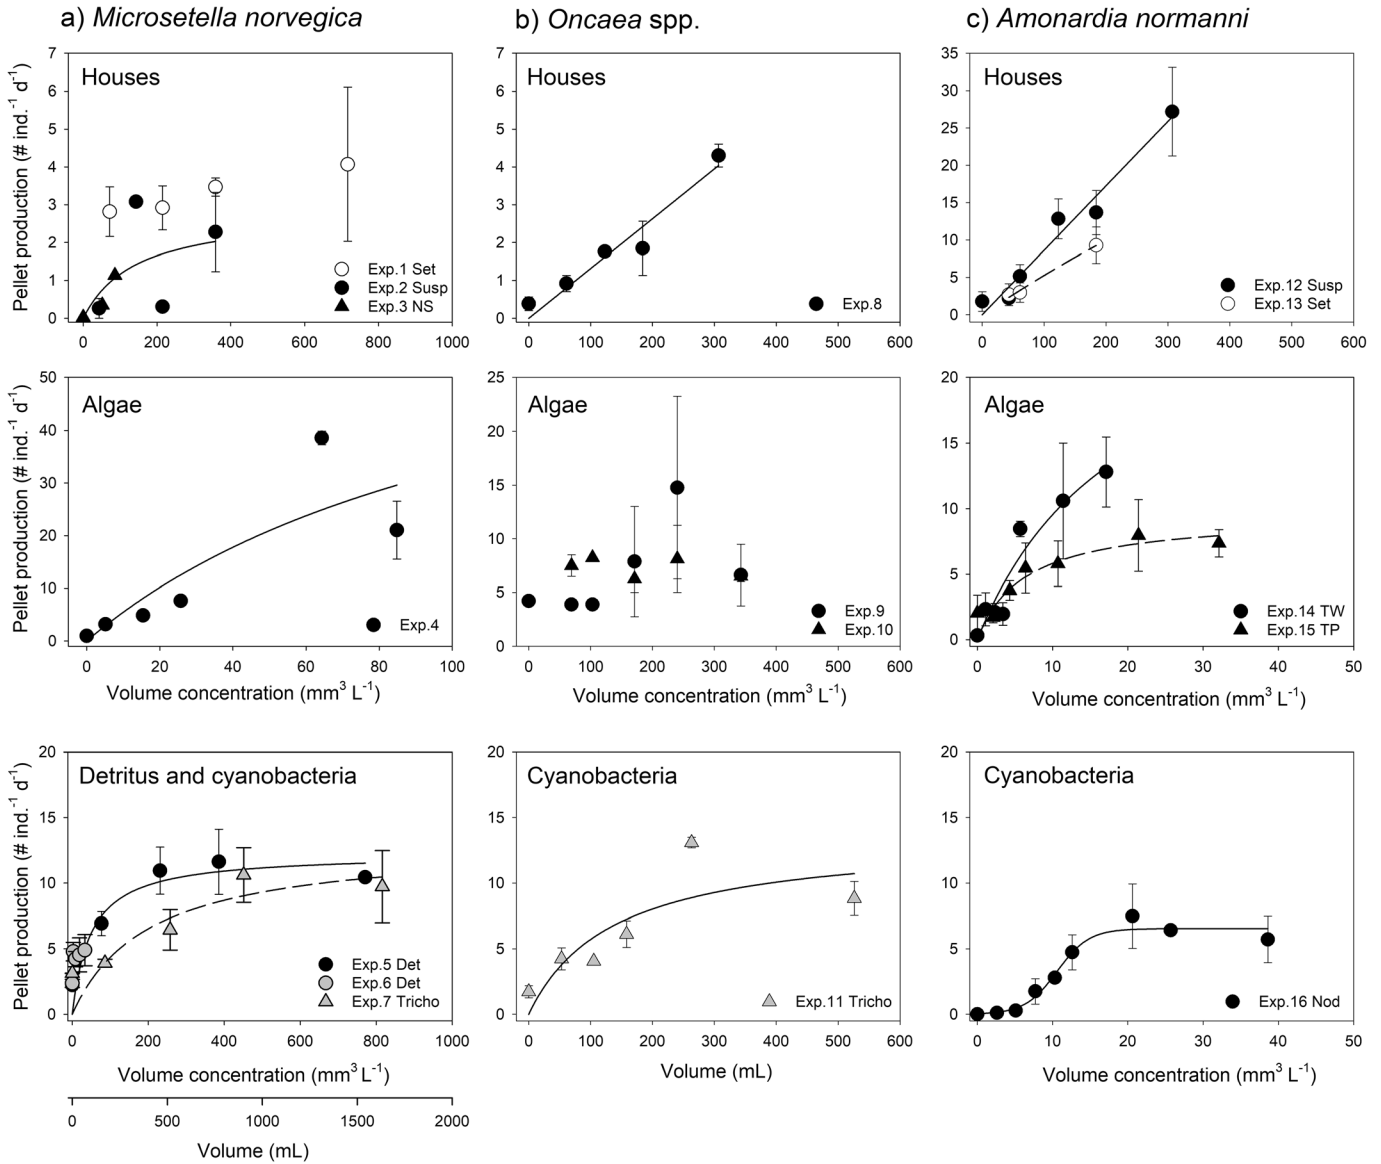 a) Microsetella norvegica
b) Oncaea spp.
c) Amonardia normanni
Pellet production (# ind.⁻¹ d⁻¹)
7
6
5
4
3
2
1
0
Houses
Exp.1 Set
Exp.2 Susp
Exp.3 NS
0 200 400 600 800 1000
7
6
5
4
3
2
1
0
Houses
Exp.8
0 100 200 300 400 500 600
35
30
25
20
15
10
5
0
Houses
Exp.12 Susp
Exp.13 Set
0 100 200 300 400 500 600
Pellet production (# ind.⁻¹ d⁻¹)
50
40
30
20
10
0
Algae
Exp.4
0 20 40 60 80 100
Volume concentration (mm³ L⁻¹)
25
20
15
10
5
0
Algae
Exp.9
Exp.10
0 100 200 300 400 500 600
Volume concentration (mm³ L⁻¹)
20
15
10
5
0
Algae
Exp.14 TW
Exp.15 TP
0 10 20 30 40 50
Volume concentration (mm³ L⁻¹)
Pellet production (# ind.⁻¹ d⁻¹)
20
15
10
5
0
Detritus and cyanobacteria
Exp.5 Det
Exp.6 Det
Exp.7 Tricho
0 200 400 600 800 1000
Volume concentration (mm³ L⁻¹)
0 500 1000 1500 2000
Volume (mL)
20
15
10
5
0
Cyanobacteria
Exp.11 Tricho
0 100 200 300 400 500 600
Volume (mL)
20
15
10
5
0
Cyanobacteria
Exp.16 Nod
0 10 20 30 40 50
Volume concentration (mm³ L⁻¹)